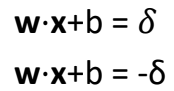 w·x+b = δ
w·x+b = -δ